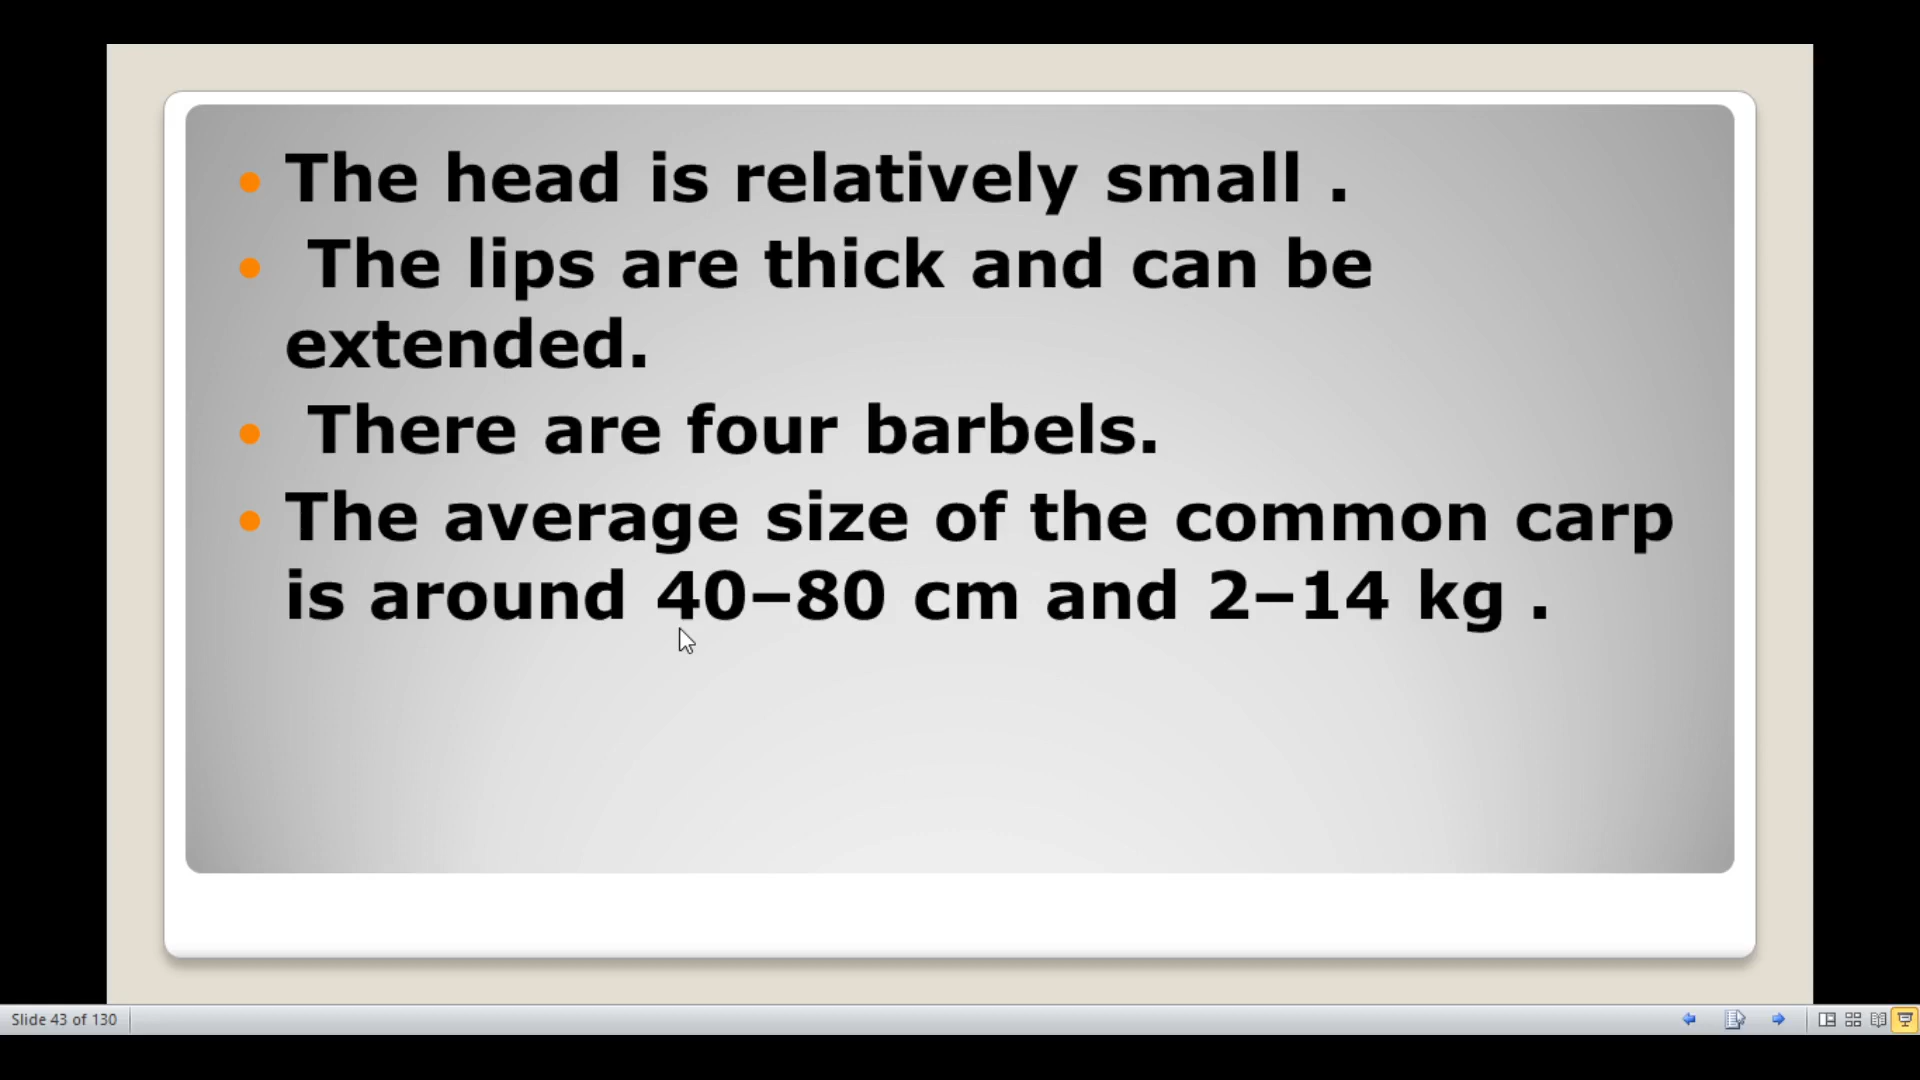 • The head is relatively small .
• The lips are thick and can be
extended.
• There are four barbels.
• The average size of the common carp
is around 40–80 cm and 2–14 kg .
Slide 43 of 130